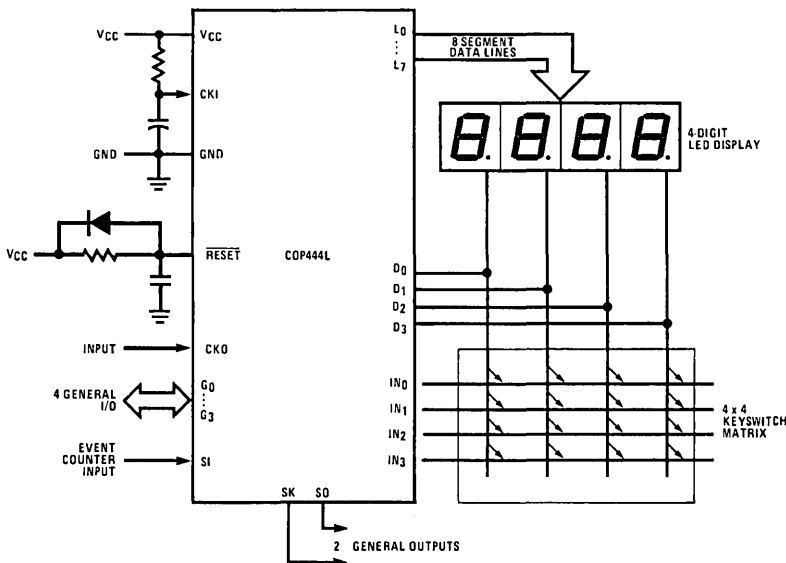 VCC
VCC
CKI
GND
GND
VCC
RESET
COP444L
INPUT
CKO
4 GENERAL
I/O
G0
G3
EVENT
COUNTER
INPUT
SI
SK
SO
2 GENERAL OUTPUTS
L0
L7
8 SEGMENT
DATA LINES
4-DIGIT
LED DISPLAY
D0
D1
D2
D3
IN0
IN1
IN2
IN3
4 x 4
KEYSWITCH
MATRIX